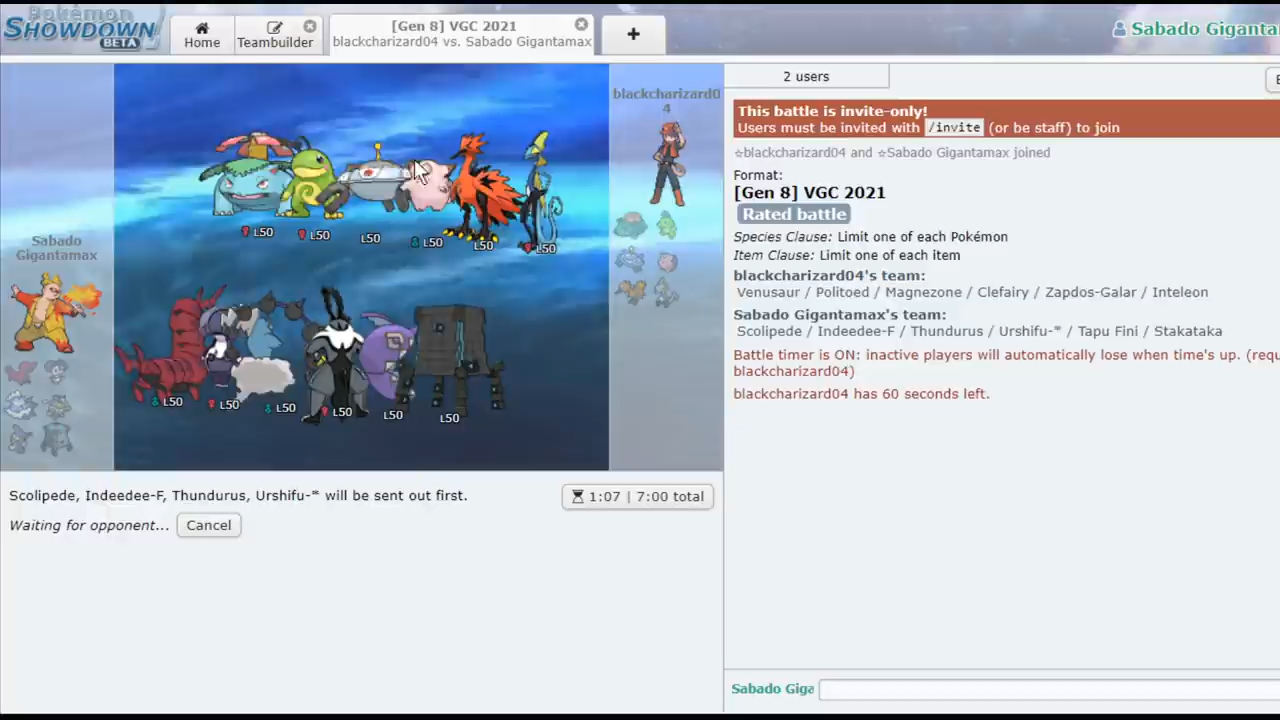 Pokémon
SHOWDOWN
BETA
Home
Teambuilder
[Gen 8] VGC 2021
blackcharizard04 vs. Sabado Gigantamax
+
Sabado Giganta
2 users
This battle is invite-only!
Users must be invited with /invite (or be staff) to join
☆blackcharizard04 and ☆Sabado Gigantamax joined
Format:
[Gen 8] VGC 2021
Rated battle
Species Clause: Limit one of each Pokémon
Item Clause: Limit one of each item
blackcharizard04's team:
Venusaur / Politoed / Magnezone / Clefairy / Zapdos-Galar / Inteleon
Sabado Gigantamax's team:
Scolipede / Indeedee-F / Thundurus / Urshifu-* / Tapu Fini / Stakataka
Battle timer is ON: inactive players will automatically lose when time's up. (requ
blackcharizard04)
blackcharizard04 has 60 seconds left.
blackcharizard0
4
Sabado
Gigantamax
L50
L50
L50
L50
L50
L50
L50
L50
L50
L50
L50
L50
Scolipede, Indeedee-F, Thundurus, Urshifu-* will be sent out first.
1:07 | 7:00 total
Waiting for opponent...
Cancel
Sabado Giga